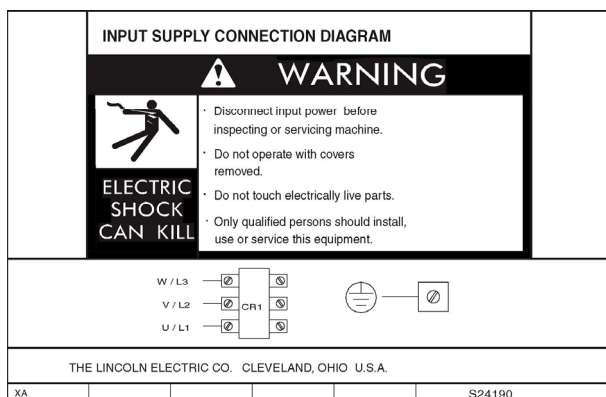 INPUT SUPPLY CONNECTION DIAGRAM
WARNING
ELECTRIC
SHOCK
CAN KILL
· Disconnect input power before
inspecting or servicing machine.
· Do not operate with covers
removed.
· Do not touch electrically live parts.
· Only qualified persons should install,
use or service this equipment.
W / L3
V / L2
CR1
U / L1
THE LINCOLN ELECTRIC CO. CLEVELAND, OHIO U.S.A.
XA
S24190